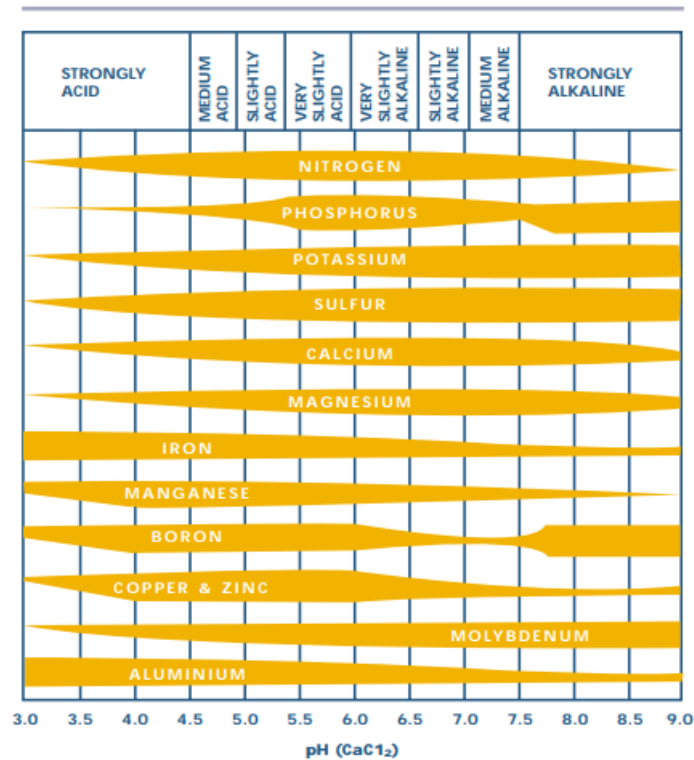 STRONGLY
ACID
MEDIUM
ACID
SLIGHTLY
ACID
VERY
SLIGHTLY
ACID
VERY
SLIGHTLY
ALKALINE
SLIGHTLY
ALKALINE
MEDIUM
ALKALINE
STRONGLY
ALKALINE
NITROGEN
PHOSPHORUS
POTASSIUM
SULFUR
CALCIUM
MAGNESIUM
IRON
MANGANESE
BORON
COPPER & ZINC
MOLYBDENUM
ALUMINIUM
3.0 3.5 4.0 4.5 5.0 5.5 6.0 6.5 7.0 7.5 8.0 8.5 9.0
pH (CaC1₂)